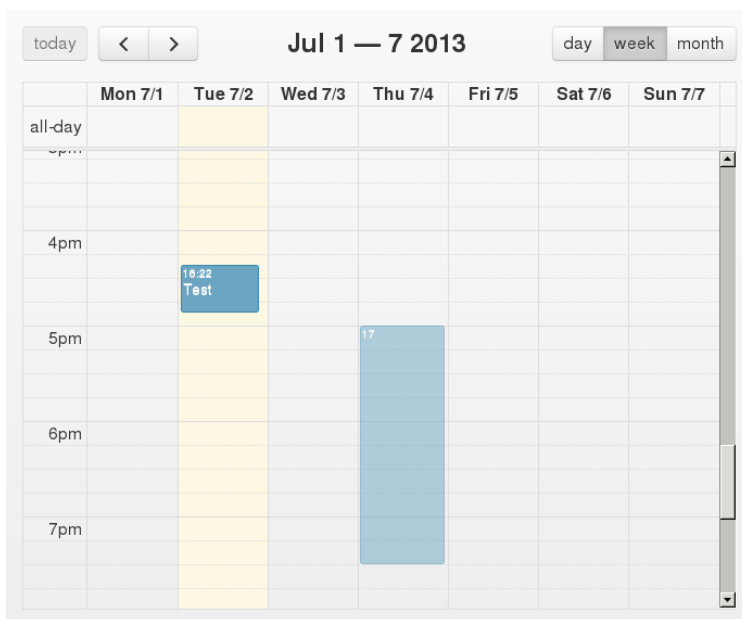 today
Jul 1 — 7 2013
day week month
Mon 7/1 Tue 7/2 Wed 7/3 Thu 7/4 Fri 7/5 Sat 7/6 Sun 7/7
all-day
4pm
16:22
Test
5pm
17
6pm
7pm